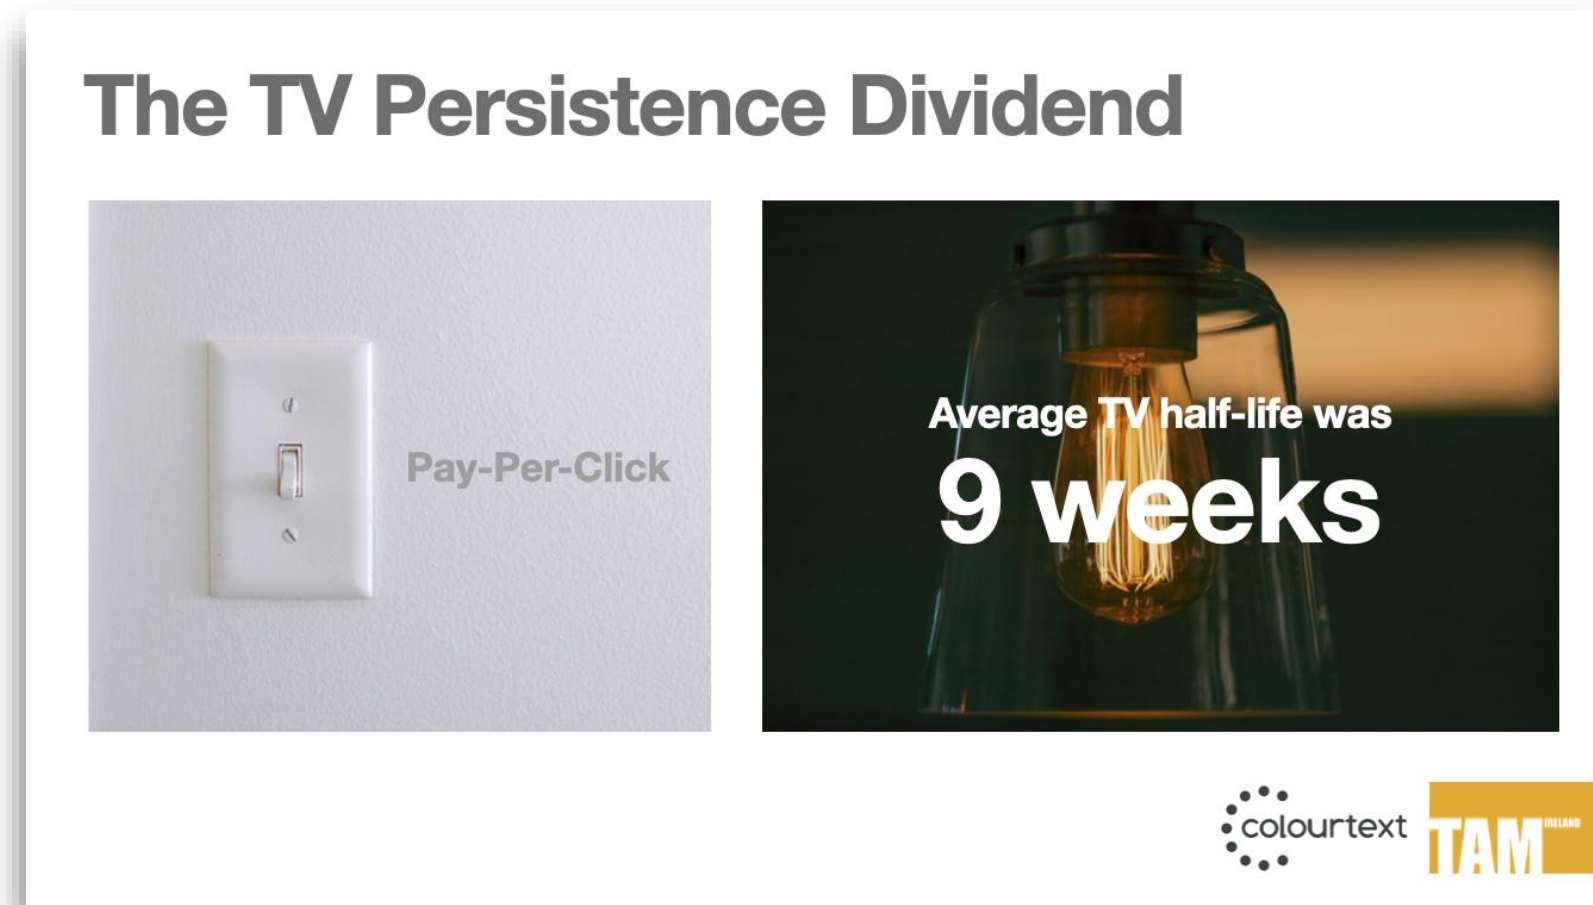 The TV Persistence Dividend
Pay-Per-Click
Average TV half-life was
9 weeks
colourtext
TAM IRELAND